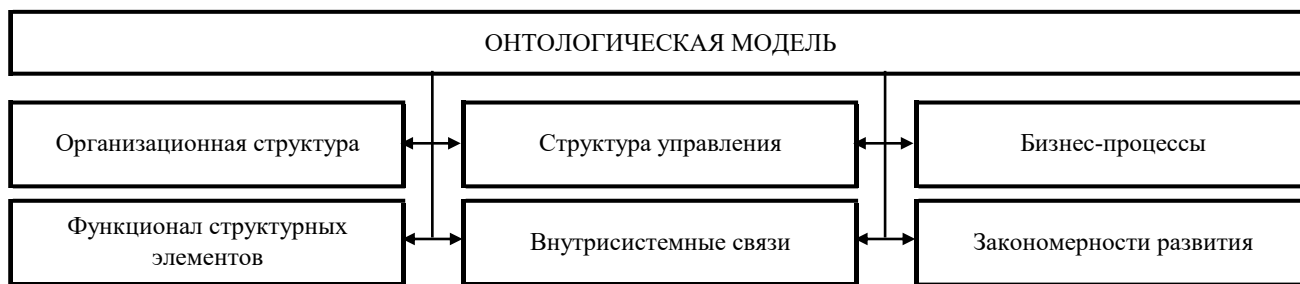 ОНТОЛОГИЧЕСКАЯ МОДЕЛЬ
Организационная структура
Структура управления
Бизнес-процессы
Функционал структурных
элементов
Внутрисистемные связи
Закономерности развития